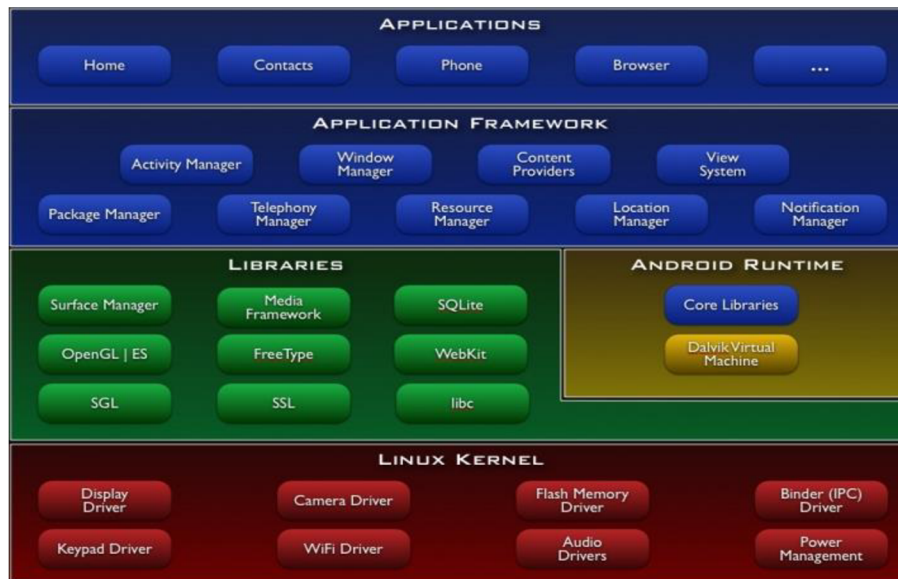 APPLICATIONS
Home
Contacts
Phone
Browser
...
APPLICATION FRAMEWORK
Activity Manager
Window
Manager
Content
Providers
View
System
Package Manager
Telephony
Manager
Resource
Manager
Location
Manager
Notification
Manager
LIBRARIES
Surface Manager
Media
Framework
SQLite
OpenGL | ES
FreeType
WebKit
SGL
SSL
libc
ANDROID RUNTIME
Core Libraries
Dalvik Virtual
Machine
LINUX KERNEL
Display
Driver
Camera Driver
Flash Memory
Driver
Binder (IPC)
Driver
Keypad Driver
WiFi Driver
Audio
Drivers
Power
Management